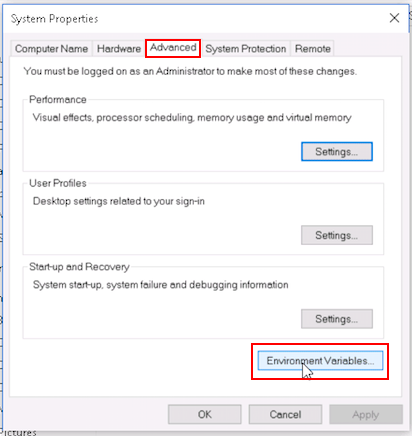 System Properties
Computer Name Hardware Advanced System Protection Remote
You must be logged on as an Administrator to make most of these changes.
Performance
Visual effects, processor scheduling, memory usage and virtual memory
Settings...
User Profiles
Desktop settings related to your sign-in
Settings...
Start-up and Recovery
System start-up, system failure and debugging information
Settings...
Environment Variables...
OK Cancel Apply
Pictures